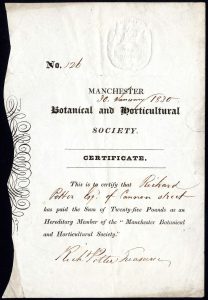 No. 126
MANCHESTER
30 January 1830
Botanical and Horticultural
SOCIETY.
CERTIFICATE.
This is to certify that Richard
Potter Esq. of Cannon street
has paid the Sum of Twenty-five Pounds as an
Hereditary Member of the "Manchester Botanical
and Horticultural Society."
Richd Potter Treasurer